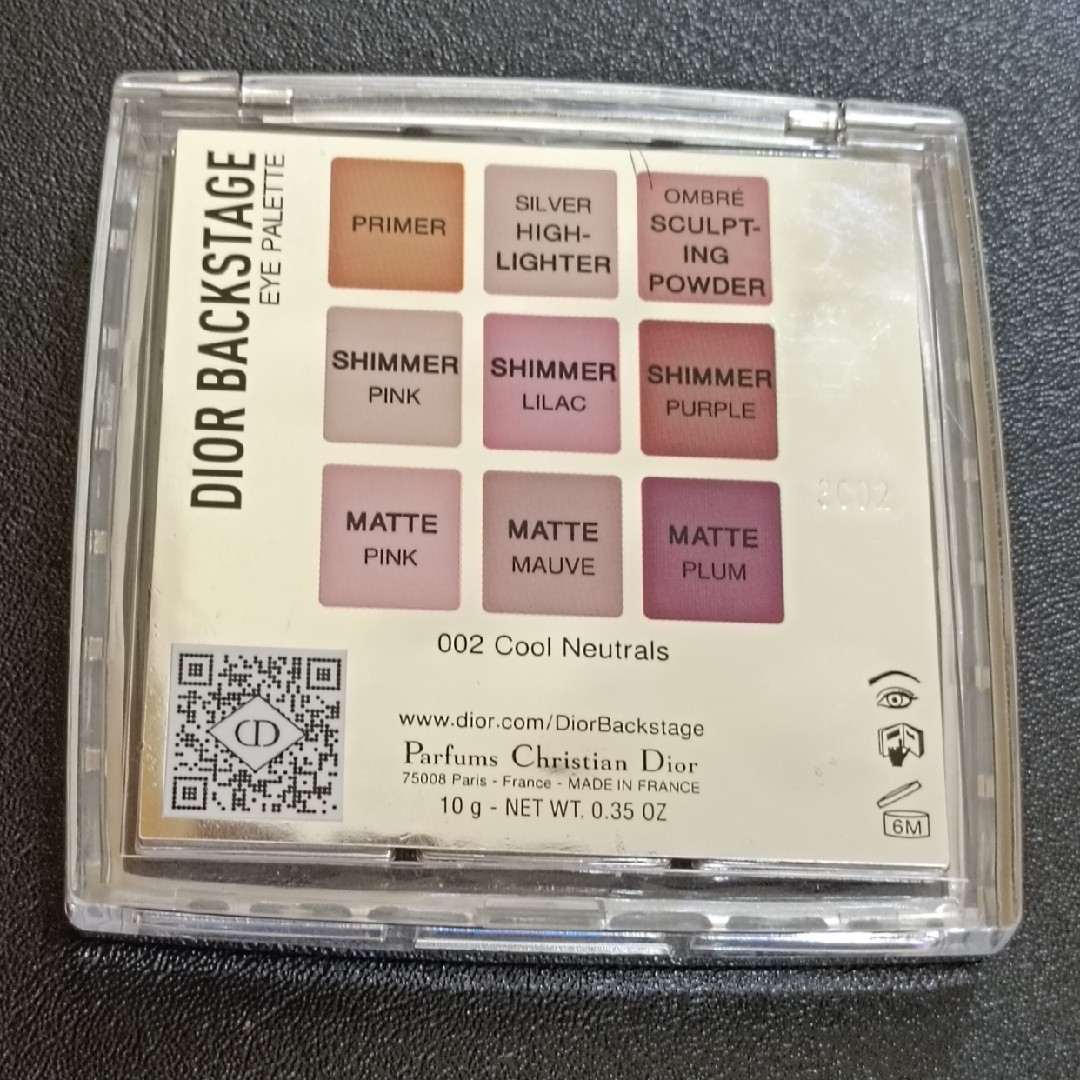 DIOR BACKSTAGE
EYE PALETTE
PRIMER
SILVER
HIGH-
LIGHTER
OMBRÉ
SCULPT-
ING
POWDER
SHIMMER
PINK
SHIMMER
LILAC
SHIMMER
PURPLE
MATTE
PINK
MATTE
MAUVE
MATTE
PLUM
3C02
002 Cool Neutrals
CD
www.dior.com/DiorBackstage
Parfums Christian Dior
75008 Paris - France - MADE IN FRANCE
10 g - NET WT. 0.35 OZ
6M